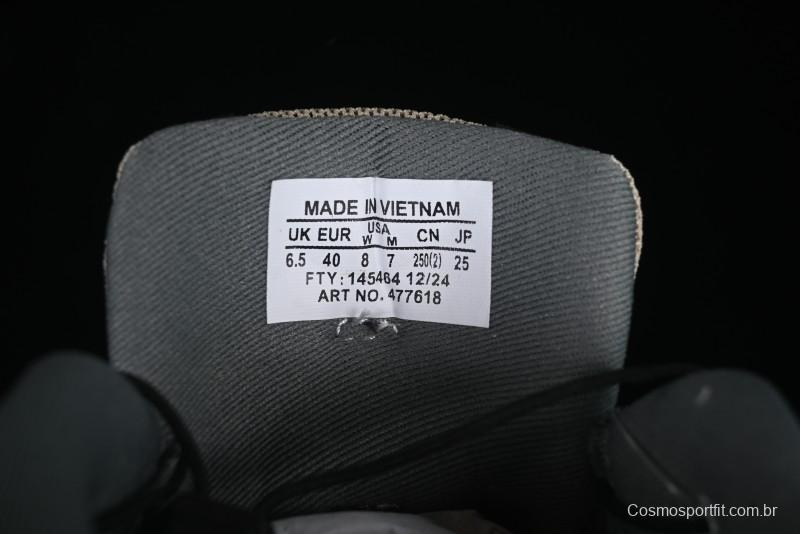 MADE IN VIETNAM
UK EUR USA W M CN JP
6.5 40 8 7 250(2) 25
FTY: 145464 12/24
ART NO. 477618
Cosmosportfit.com.br